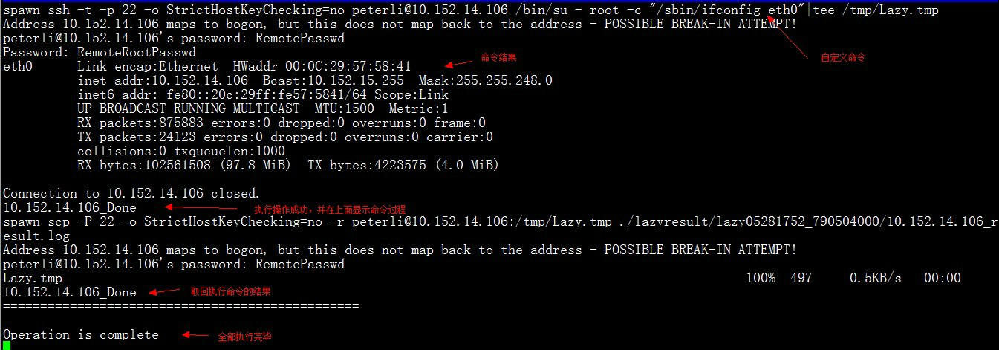 spawn ssh -t -p 22 -o StrictHostKeyChecking=no peterli@10.152.14.106 /bin/su - root -c "/sbin/ifconfig eth0"|tee /tmp/Lazy.tmp
Address 10.152.14.106 maps to bogon, but this does not map back to the address - POSSIBLE BREAK-IN ATTEMPT!
peterli@10.152.14.106's password: RemotePasswd
Password: RemoteRootPasswd
命令结果
自定义命令
eth0      Link encap:Ethernet  HWaddr 00:0C:29:57:58:41
inet addr:10.152.14.106  Bcast:10.152.15.255  Mask:255.255.248.0
inet6 addr: fe80::20c:29ff:fe57:5841/64 Scope:Link
UP BROADCAST RUNNING MULTICAST  MTU:1500  Metric:1
RX packets:875883 errors:0 dropped:0 overruns:0 frame:0
TX packets:24123 errors:0 dropped:0 overruns:0 carrier:0
collisions:0 txqueuelen:1000
RX bytes:102561508 (97.8 MiB)  TX bytes:4223575 (4.0 MiB)
Connection to 10.152.14.106 closed.
10.152.14.106_Done
执行操作成功，并在上面显示命令过程
spawn scp -P 22 -o StrictHostKeyChecking=no -r peterli@10.152.14.106:/tmp/Lazy.tmp ./lazyresult/lazy05281752_790504000/10.152.14.106_r
esult.log
Address 10.152.14.106 maps to bogon, but this does not map back to the address - POSSIBLE BREAK-IN ATTEMPT!
peterli@10.152.14.106's password: RemotePasswd
Lazy.tmp 100%  497     0.5KB/s   00:00
10.152.14.106_Done
取回执行命令的结果
================================================
Operation is complete
全部执行完毕